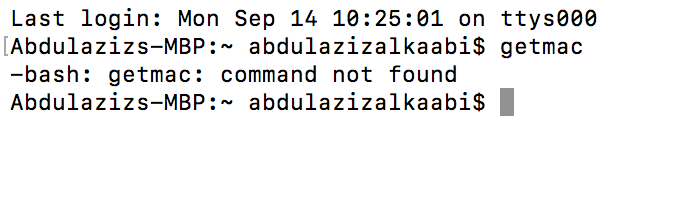 Last login: Mon Sep 14 10:25:01 on ttys000
[Abdulazizs-MBP:~ abdulazizalkaabi$ getmac
-bash: getmac: command not found
Abdulazizs-MBP:~ abdulazizalkaabi$